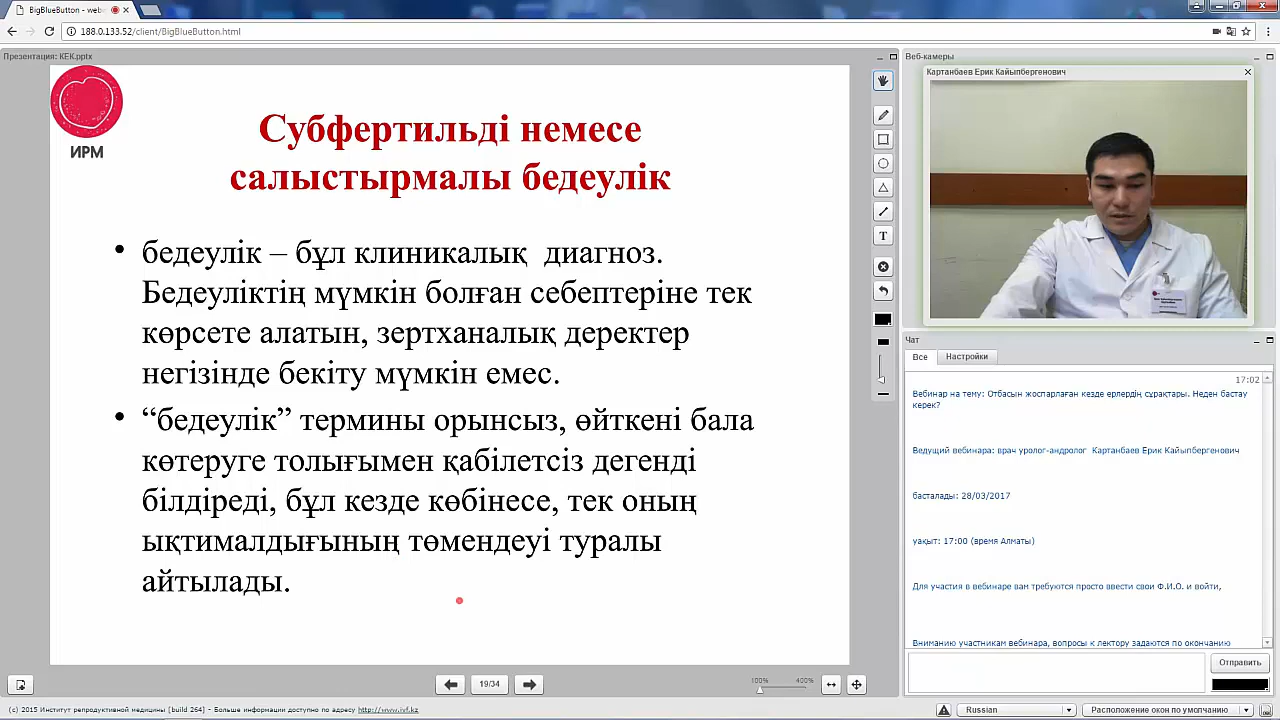 BigBlueButton - webи
188.0.133.52/client/BigBlueButton.html
Презентация: КЕК.pptx
ИРМ
Субфертильді немесе
салыстырмалы бедеулік
• бедеулік – бұл клиникалық диагноз.
Бедеуліктің мүмкін болған себептеріне тек
көрсете алатын, зертханалық деректер
негізінде бекіту мүмкін емес.
• “бедеулік” термины орынсыз, өйткені бала
көтеруге толығымен қабілетсіз дегенді
білдіреді, бұл кезде көбінесе, тек оның
ықтималдығының төмендеуі туралы
айтылады.
19/34
100% 400%
Веб-камеры
Картанбаев Ерик Кайыпбергенович
Чат
Все Настройки
17:02
Вебинар на тему: Отбасын жоспарлаған кезде ерлердің сұрақтары. Неден бастау
керек?
Ведущий вебинара: врач уролог-андролог Картанбаев Ерик Кайыпбергенович
басталады: 28/03/2017
уақыт: 17:00 (время Алматы)
Для участия в вебинаре вам требуются просто ввести свои Ф.И.О. и войти,
Вниманию участникам вебинара, вопросы к лектору задаются по окончанию
Отправить
(c) 2015 Институт репродуктивной медицины [build 264] - Больше информации доступно по адресу http://www.ivf.kz
Russian
Расположение окон по умолчанию